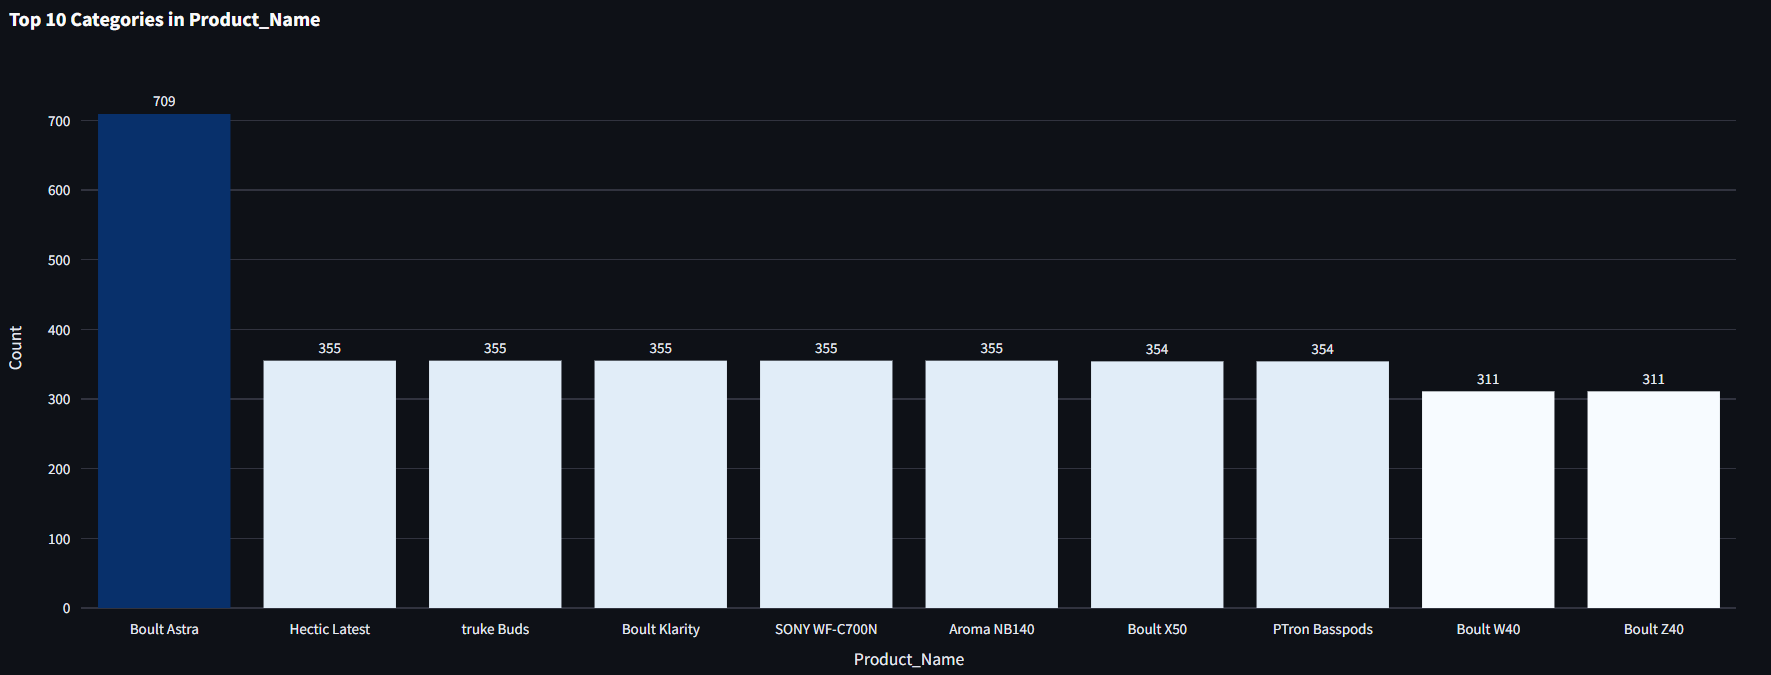 Top 10 Categories in Product_Name
709
700
600
500
400
355 355 355 355 355 354 354
311 311
300
200
100
0
Count
Boult Astra Hectic Latest truke Buds Boult Klarity SONY WF-C700N Aroma NB140 Boult X50 PTron Basspods Boult W40 Boult Z40
Product_Name